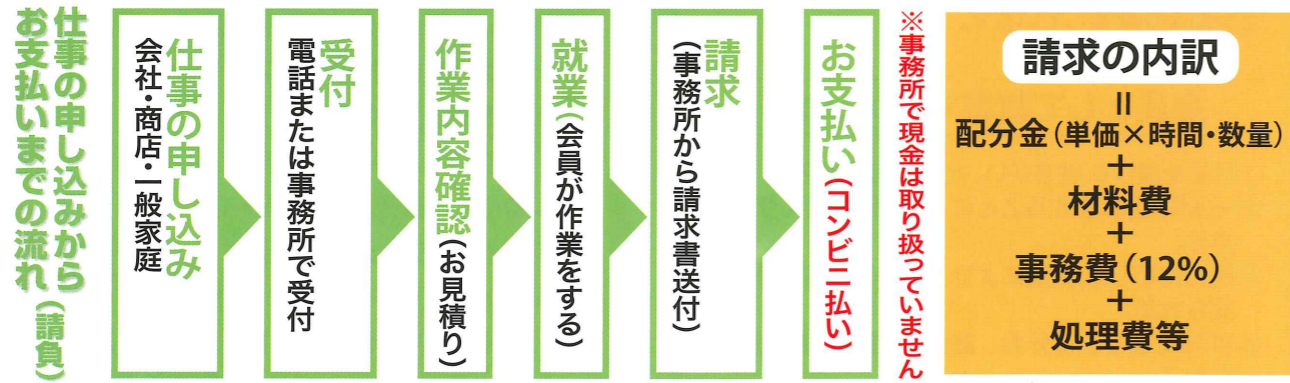 仕事の申し込みから
お支払いまでの流れ(請負)
仕事の申し込み
会社・商店・一般家庭
受付
電話または事務所で受付
作業内容確認(お見積り)
就業(会員が作業をする)
請求
(事務所から請求書送付)
お支払い(コンビニ払い)
※事務所で現金は取り扱っていません
請求の内訳
=
配分金(単価×時間・数量)
+
材料費
+
事務費(12%)
+
処理費等